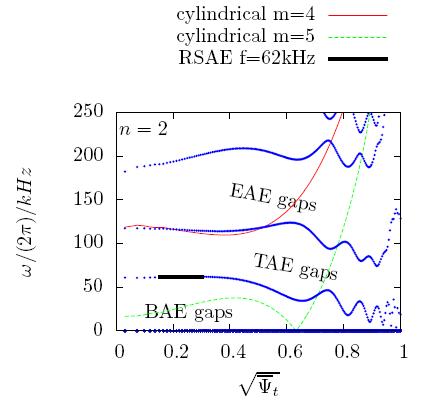 cylindrical m=4
cylindrical m=5
RSAE f=62kHz
250
200
150
100
50
0
n = 2
EAE gaps
TAE gaps
BAE gaps
ω/(2π)/kHz
0 0.2 0.4 0.6 0.8 1
√Ψ̅t